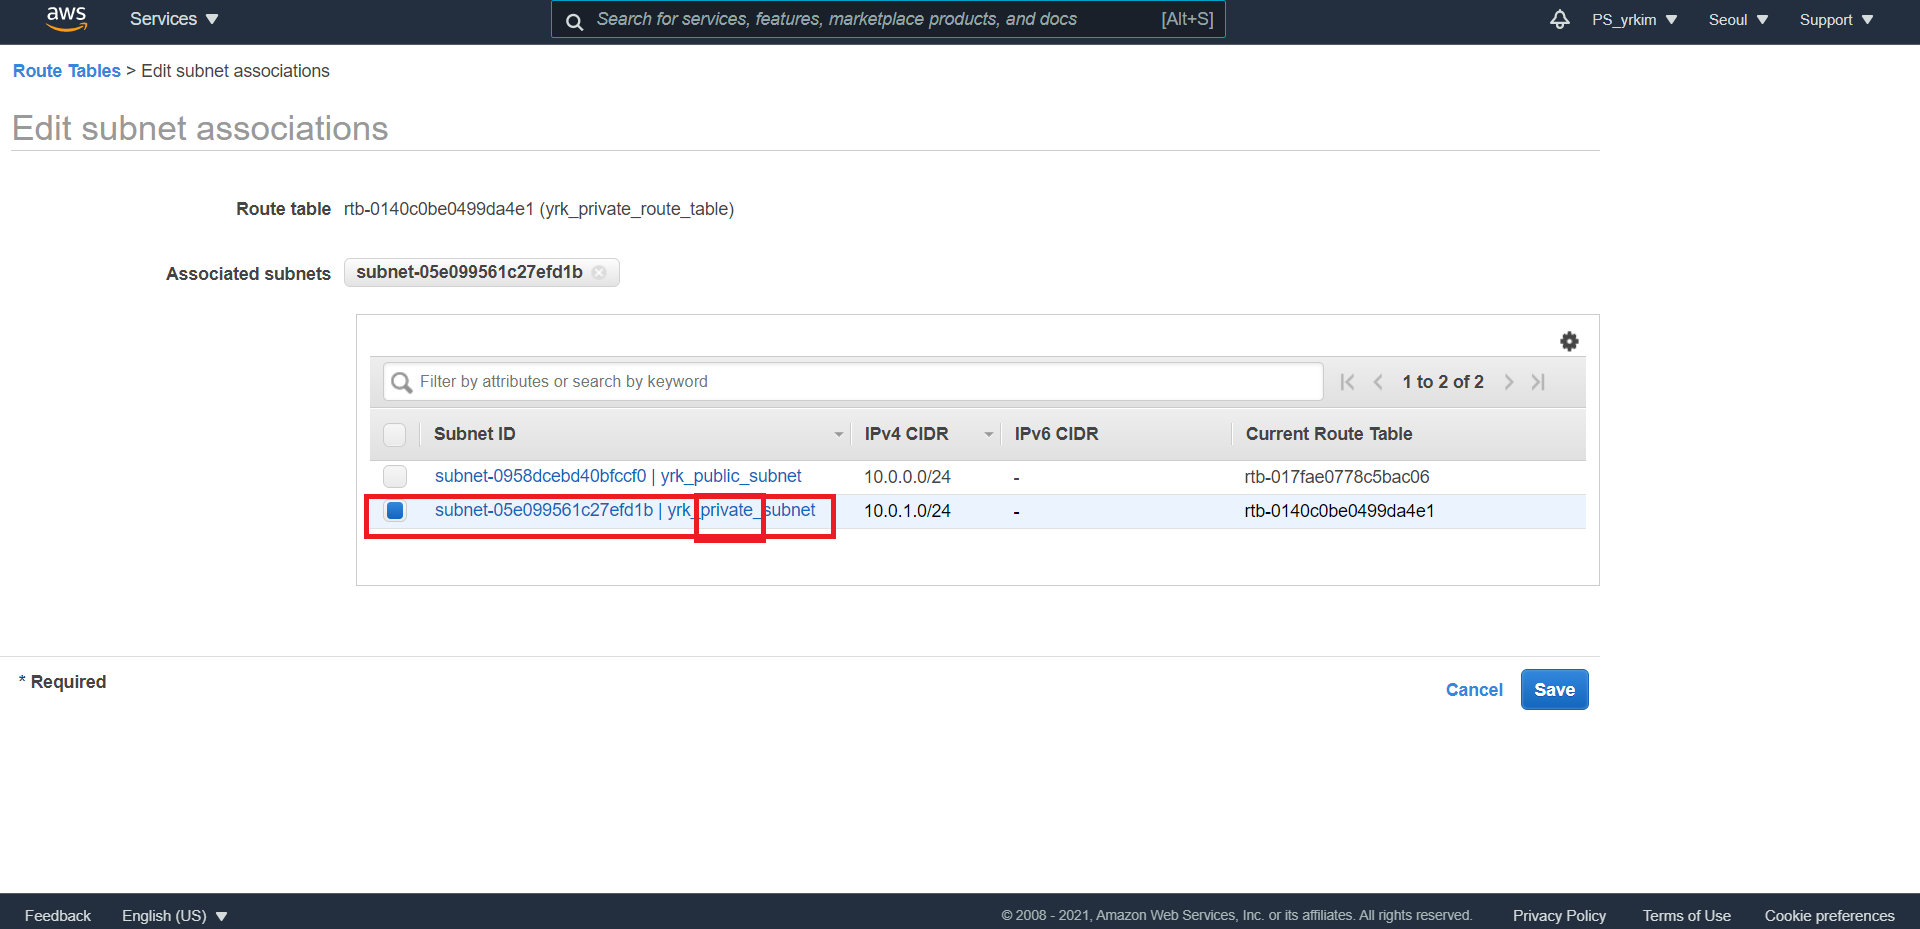 aws Services Search for services, features, marketplace products, and docs [Alt+S] PS_yrkim Seoul Support
Route Tables > Edit subnet associations
Edit subnet associations
Route table rtb-0140c0be0499da4e1 (yrk_private_route_table)
Associated subnets subnet-05e099561c27efd1b
Filter by attributes or search by keyword 1 to 2 of 2
Subnet ID IPv4 CIDR IPv6 CIDR Current Route Table
subnet-0958dcebd40bfccf0 | yrk_public_subnet 10.0.0.0/24 - rtb-017fae0778c5bac06
subnet-05e099561c27efd1b | yrk_private_subnet 10.0.1.0/24 - rtb-0140c0be0499da4e1
* Required Cancel Save
Feedback English (US) © 2008 - 2021, Amazon Web Services, Inc. or its affiliates. All rights reserved. Privacy Policy Terms of Use Cookie preferences